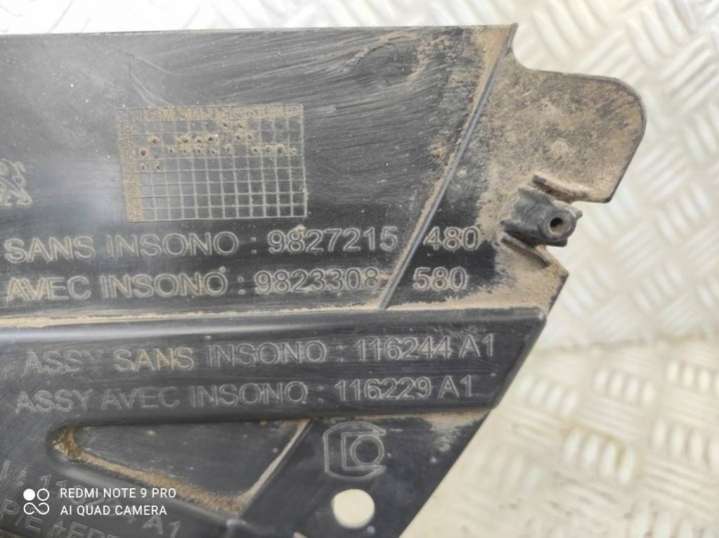 SANS INSONO : 9827215 480
AVEC INSONO : 9823308 580
ASSY SANS INSONO : 116244 A1
ASSY AVEC INSONO : 116229 A1
REDMI NOTE 9 PRO
AI QUAD CAMERA